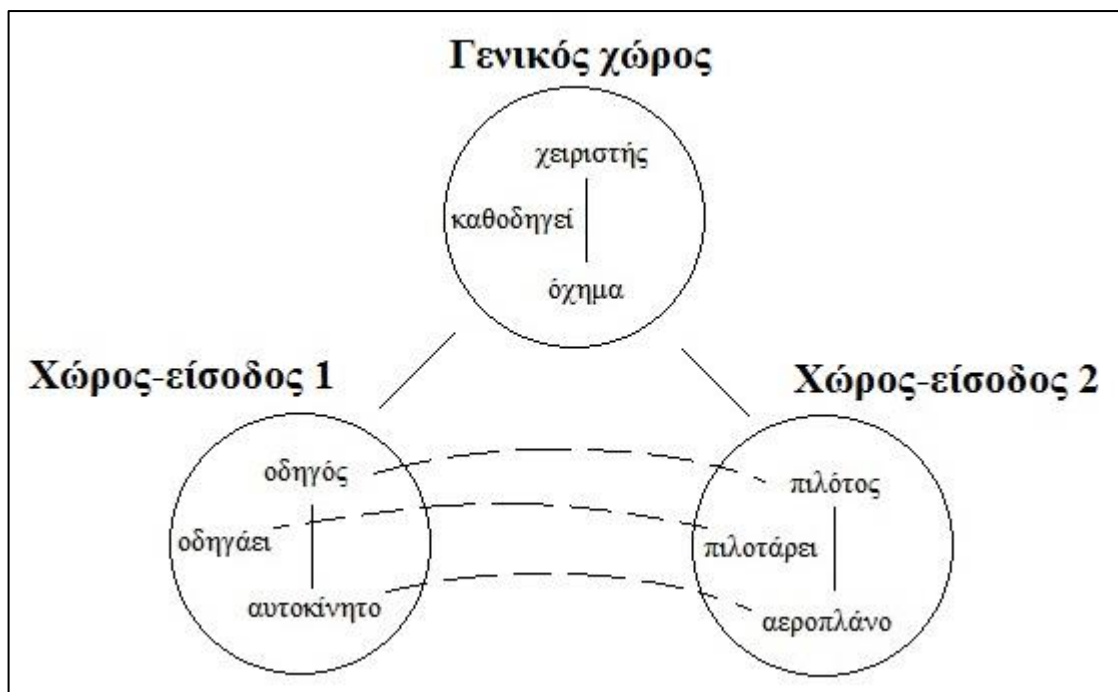 Γενικός χώρος
χειριστής
καθοδηγεί
όχημα
Χώρος-είσοδος 1
οδηγός
οδηγάει
αυτοκίνητο
Χώρος-είσοδος 2
πιλότος
πιλοτάρει
αεροπλάνο